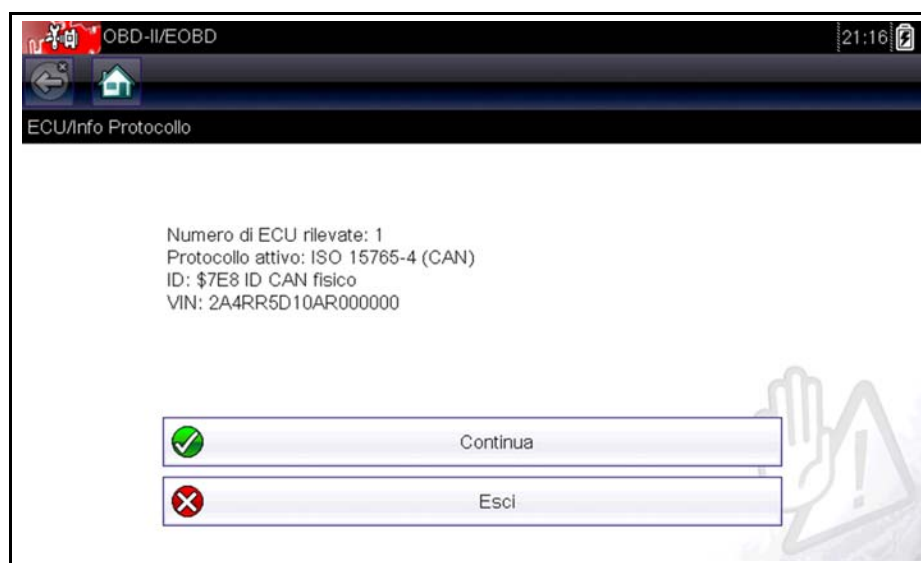 OBD-II/EOBD
21:16
ECU/Info Protocollo
Numero di ECU rilevate: 1
Protocollo attivo: ISO 15765-4 (CAN)
ID: $7E8 ID CAN fisico
VIN: 2A4RR5D10AR000000
Continua
Esci